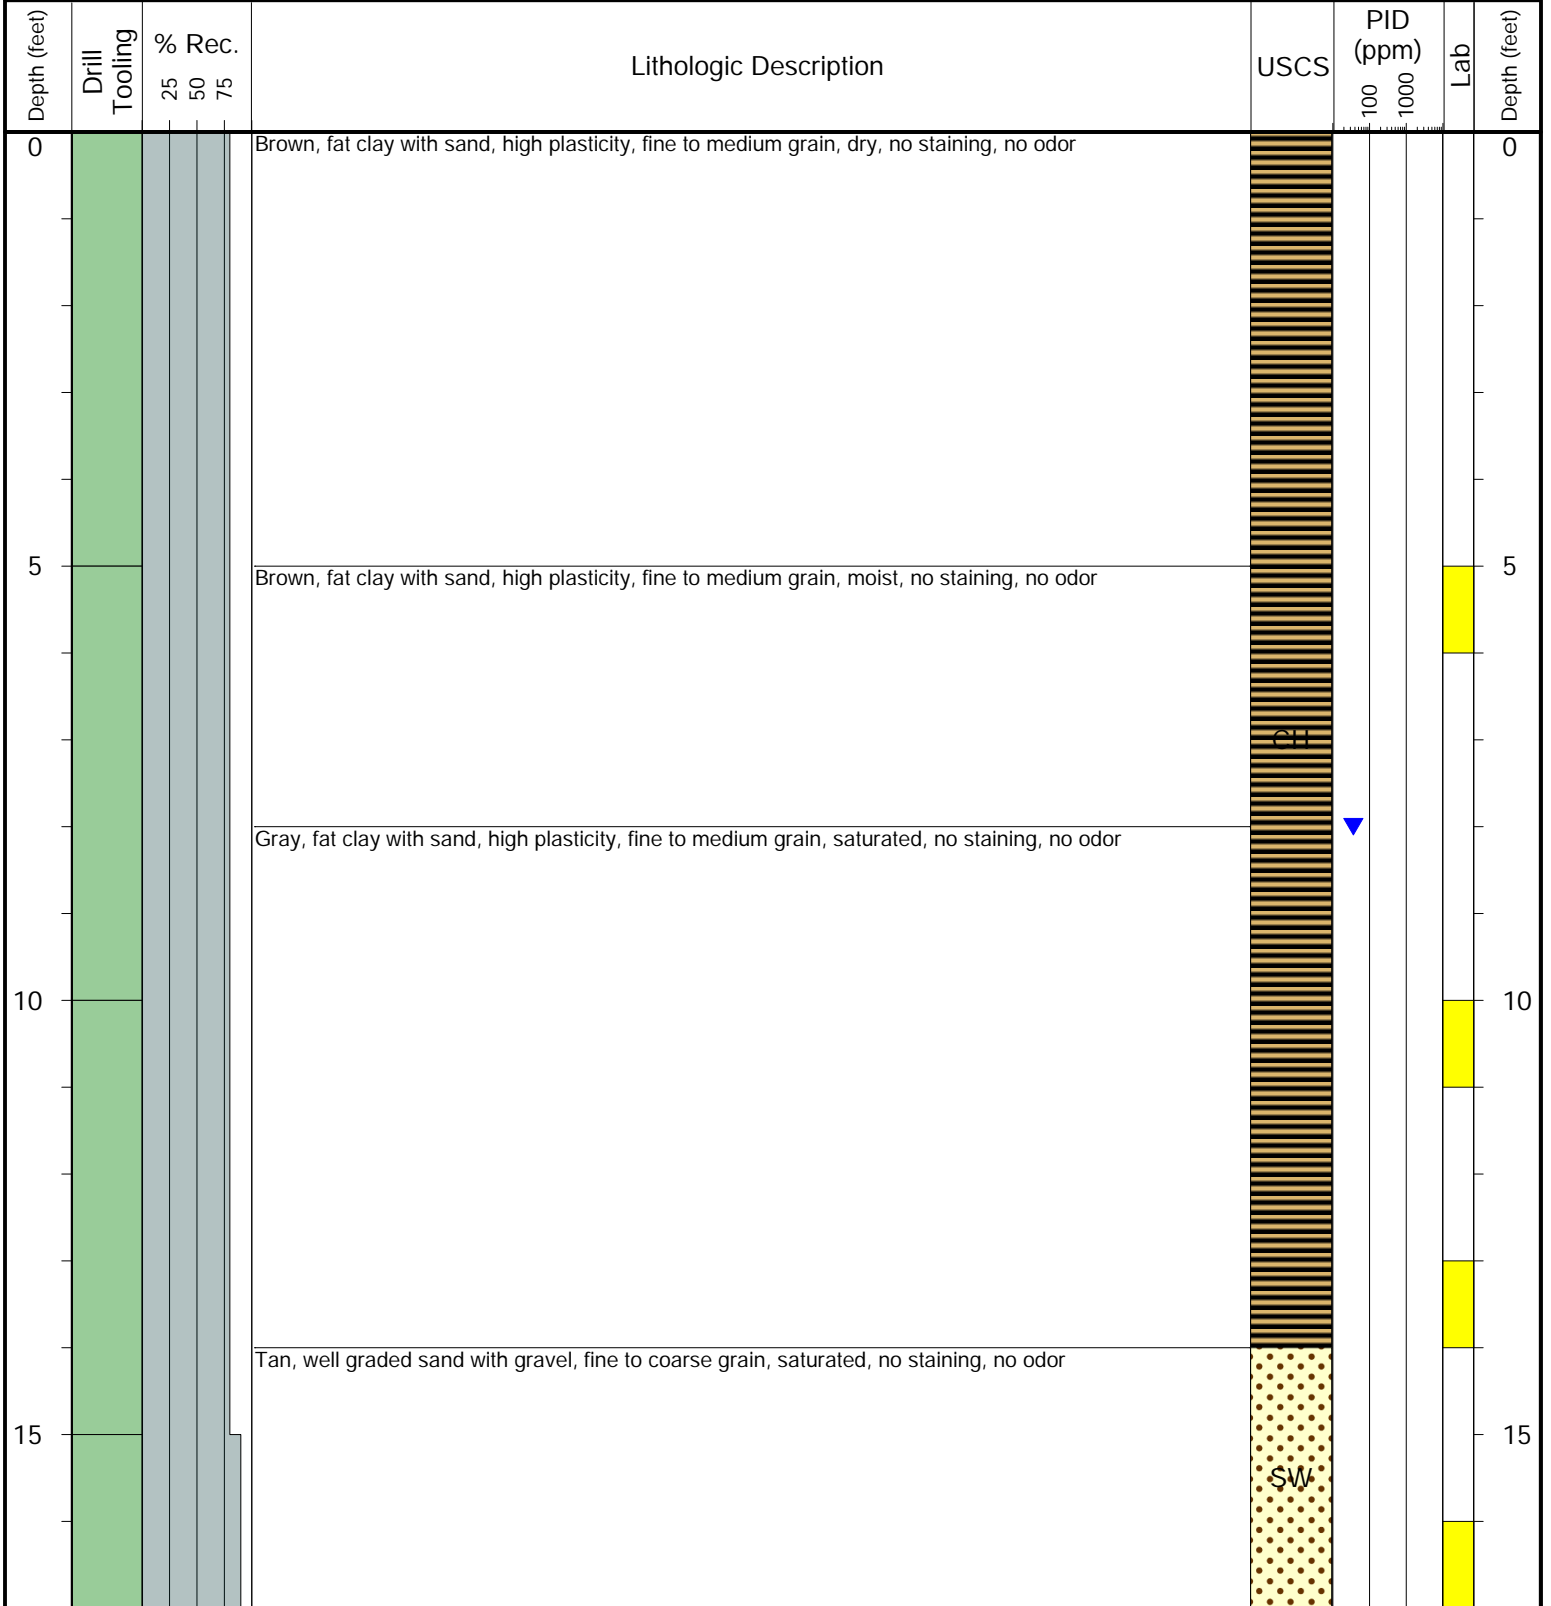 Depth (feet)
Drill
Tooling
% Rec.
25
50
75
Lithologic Description
USCS
PID
(ppm)
100
1000
Lab
Depth (feet)
0
Brown, fat clay with sand, high plasticity, fine to medium grain, dry, no staining, no odor
0
5
Brown, fat clay with sand, high plasticity, fine to medium grain, moist, no staining, no odor
5
CH
Gray, fat clay with sand, high plasticity, fine to medium grain, saturated, no staining, no odor
10
10
Tan, well graded sand with gravel, fine to coarse grain, saturated, no staining, no odor
15
15
SW